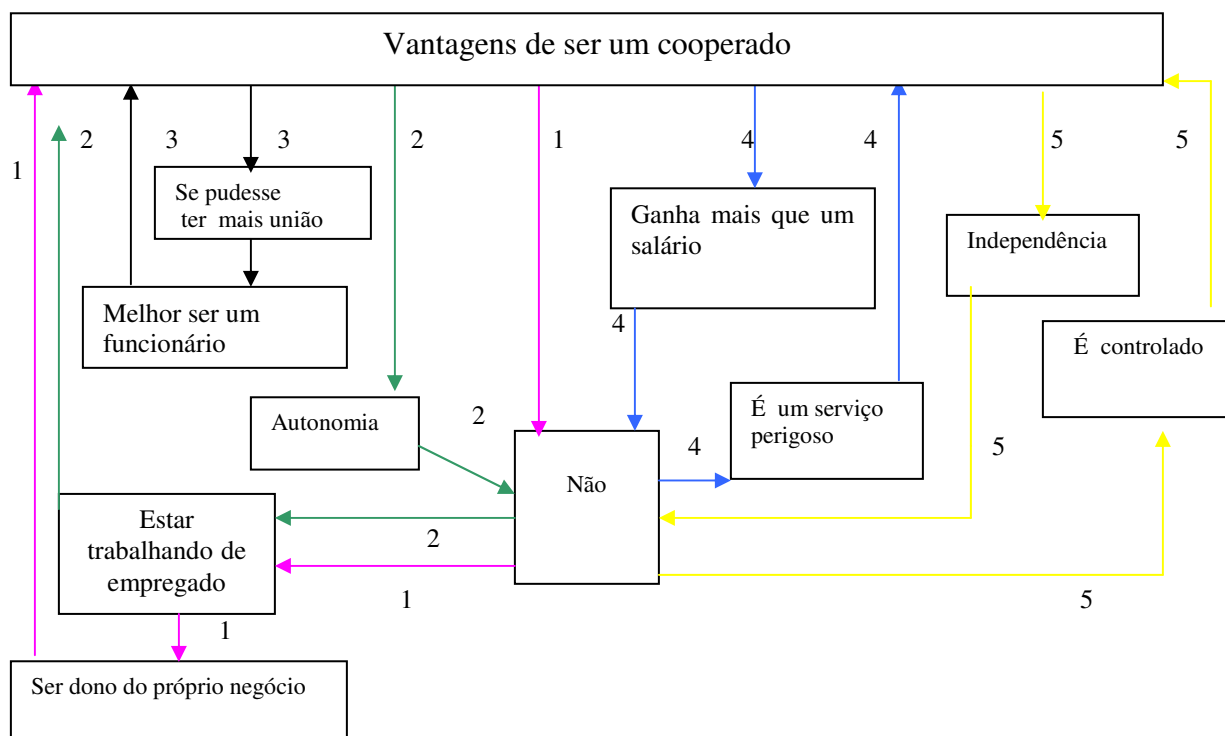 Vantagens de ser um cooperado
1
2
3
3
2
1
4
4
5
5
Se pudesse
ter mais união
Ganha mais que um
salário
Independência
Melhor ser um
funcionário
4
É controlado
Autonomia
2
É um serviço
perigoso
4
5
Não
Estar
trabalhando de
empregado
2
1
5
1
Ser dono do próprio negócio